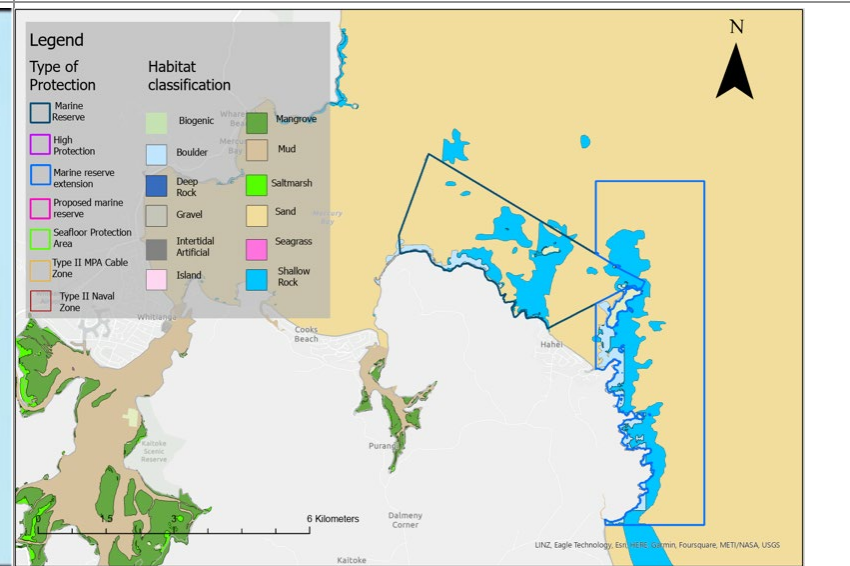 Legend
Type of
Protection
Marine
Reserve
High
Protection
Marine reserve
extension
Proposed marine
reserve
Seafloor Protection
Area
Type II MPA Cable
Zone
Type II Naval
Zone
Habitat
classification
Biogenic
Boulder
Deep
Rock
Gravel
Intertidal
Artificial
Island
Mangrove
Mud
Saltmarsh
Sand
Seagrass
Shallow
Rock
N
Mercury
Bay
Whitianga
Cooks
Beach
Hahei
Kaitoke
Scenic
Reserve
Dalmeny
Corner
Kaitoke
0 1.5 3 6 Kilometers
LINZ, Eagle Technology, Esri, HERE, Garmin, Foursquare, METI/NASA, USGS